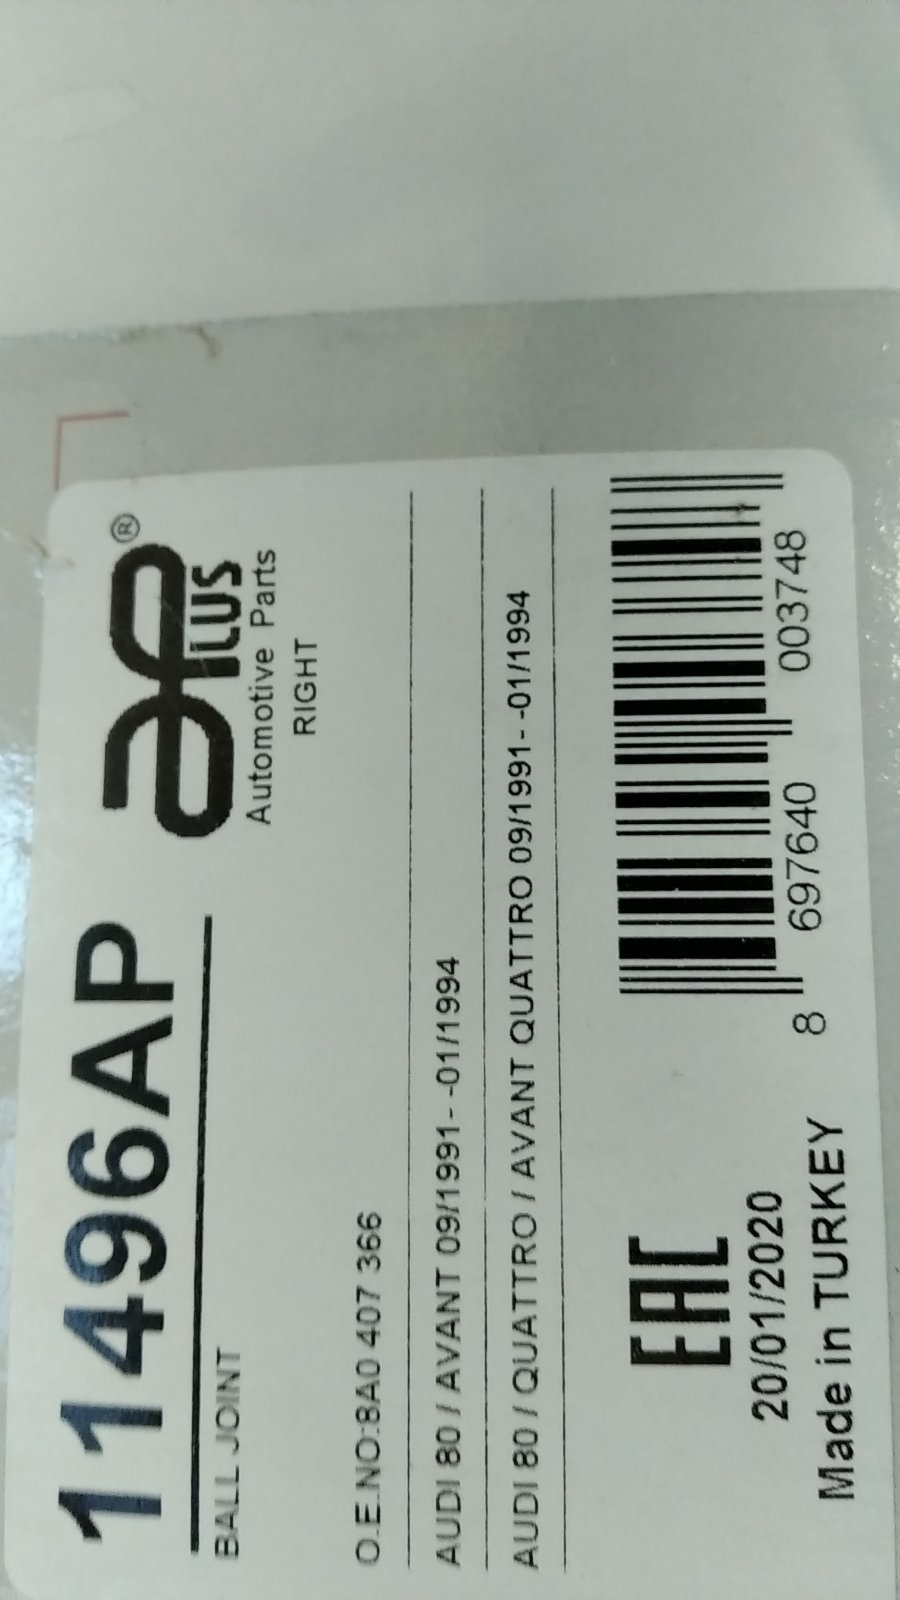 11496AP
BALL JOINT
aPLUS®
Automotive Parts
RIGHT
O.E.NO:8A0 407 366
AUDI 80 / AVANT 09/1991- -01/1994
AUDI 80 / QUATTRO / AVANT QUATTRO 09/1991- -01/1994
EAC
20/01/2020
Made in TURKEY
8 697640 003748